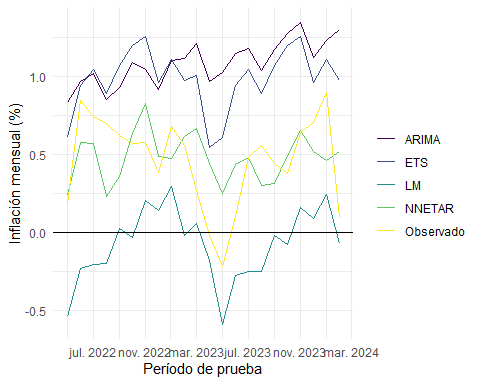 Inflación mensual (%)
1.0
0.5
0.0
-0.5
jul. 2022 nov. 2022 mar. 2023 jul. 2023 nov. 2023 mar. 2024
Período de prueba
ARIMA
ETS
LM
NNETAR
Observado